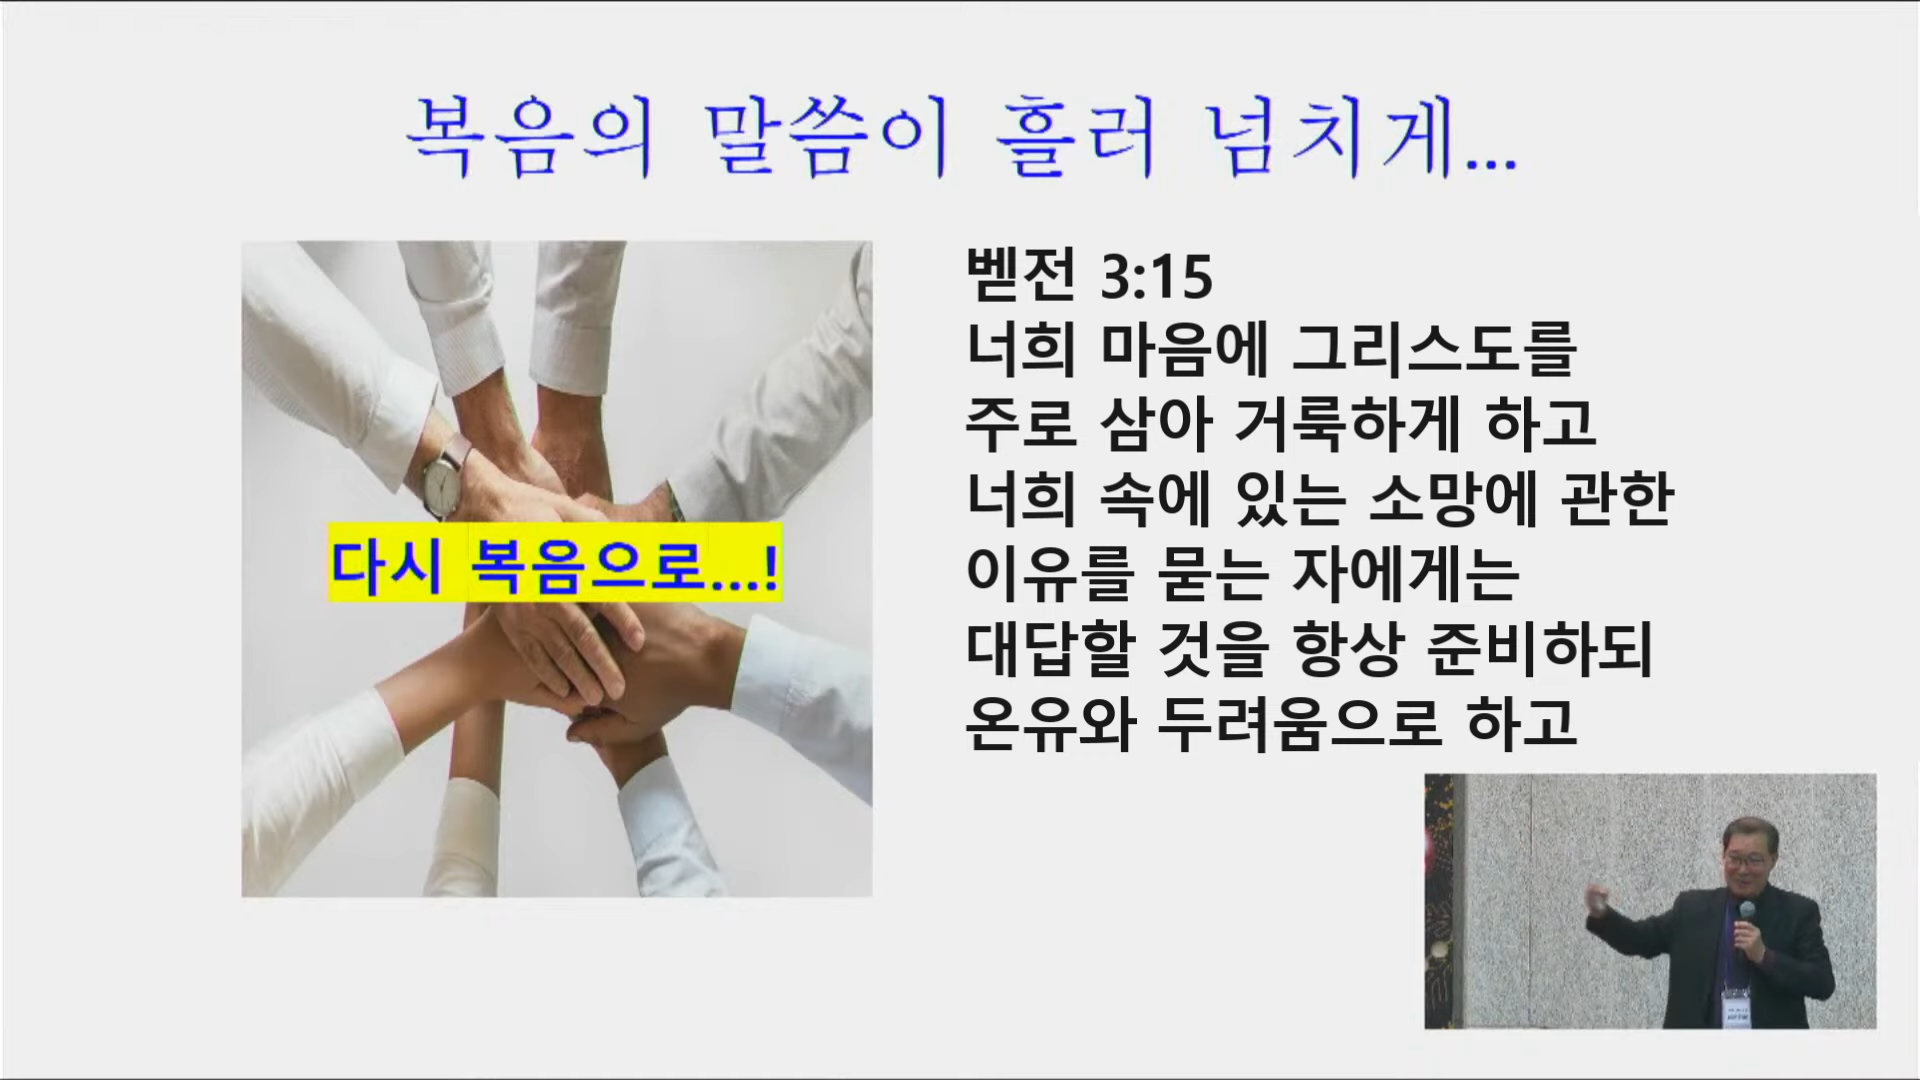 복음의 말씀이 흘러 넘치게...
다시 복음으로...!
벧전 3:15
너희 마음에 그리스도를
주로 삼아 거룩하게 하고
너희 속에 있는 소망에 관한
이유를 묻는 자에게는
대답할 것을 항상 준비하되
온유와 두려움으로 하고